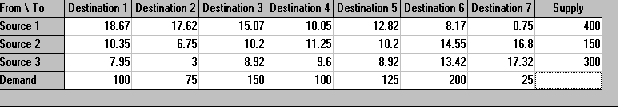 From \ To Destination 1 Destination 2 Destination 3 Destination 4 Destination 5 Destination 6 Destination 7 Supply
Source 1 18.67 17.62 15.07 10.05 12.82 8.17 0.75 400
Source 2 10.35 6.75 10.2 11.25 10.2 14.55 16.8 150
Source 3 7.95 3 8.92 9.6 8.92 13.42 17.32 300
Demand 100 75 150 100 125 200 25